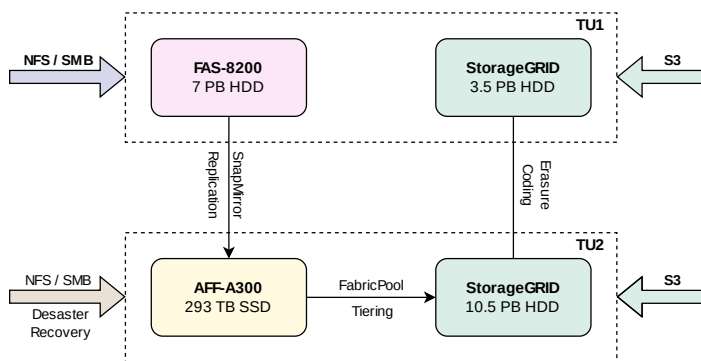 TU1
NFS / SMB
FAS-8200
7 PB HDD
StorageGRID
3.5 PB HDD
S3
SnapMirror
Replication
Erasure
Coding
TU2
NFS / SMB
Desaster
Recovery
AFF-A300
293 TB SSD
FabricPool
Tiering
StorageGRID
10.5 PB HDD
S3